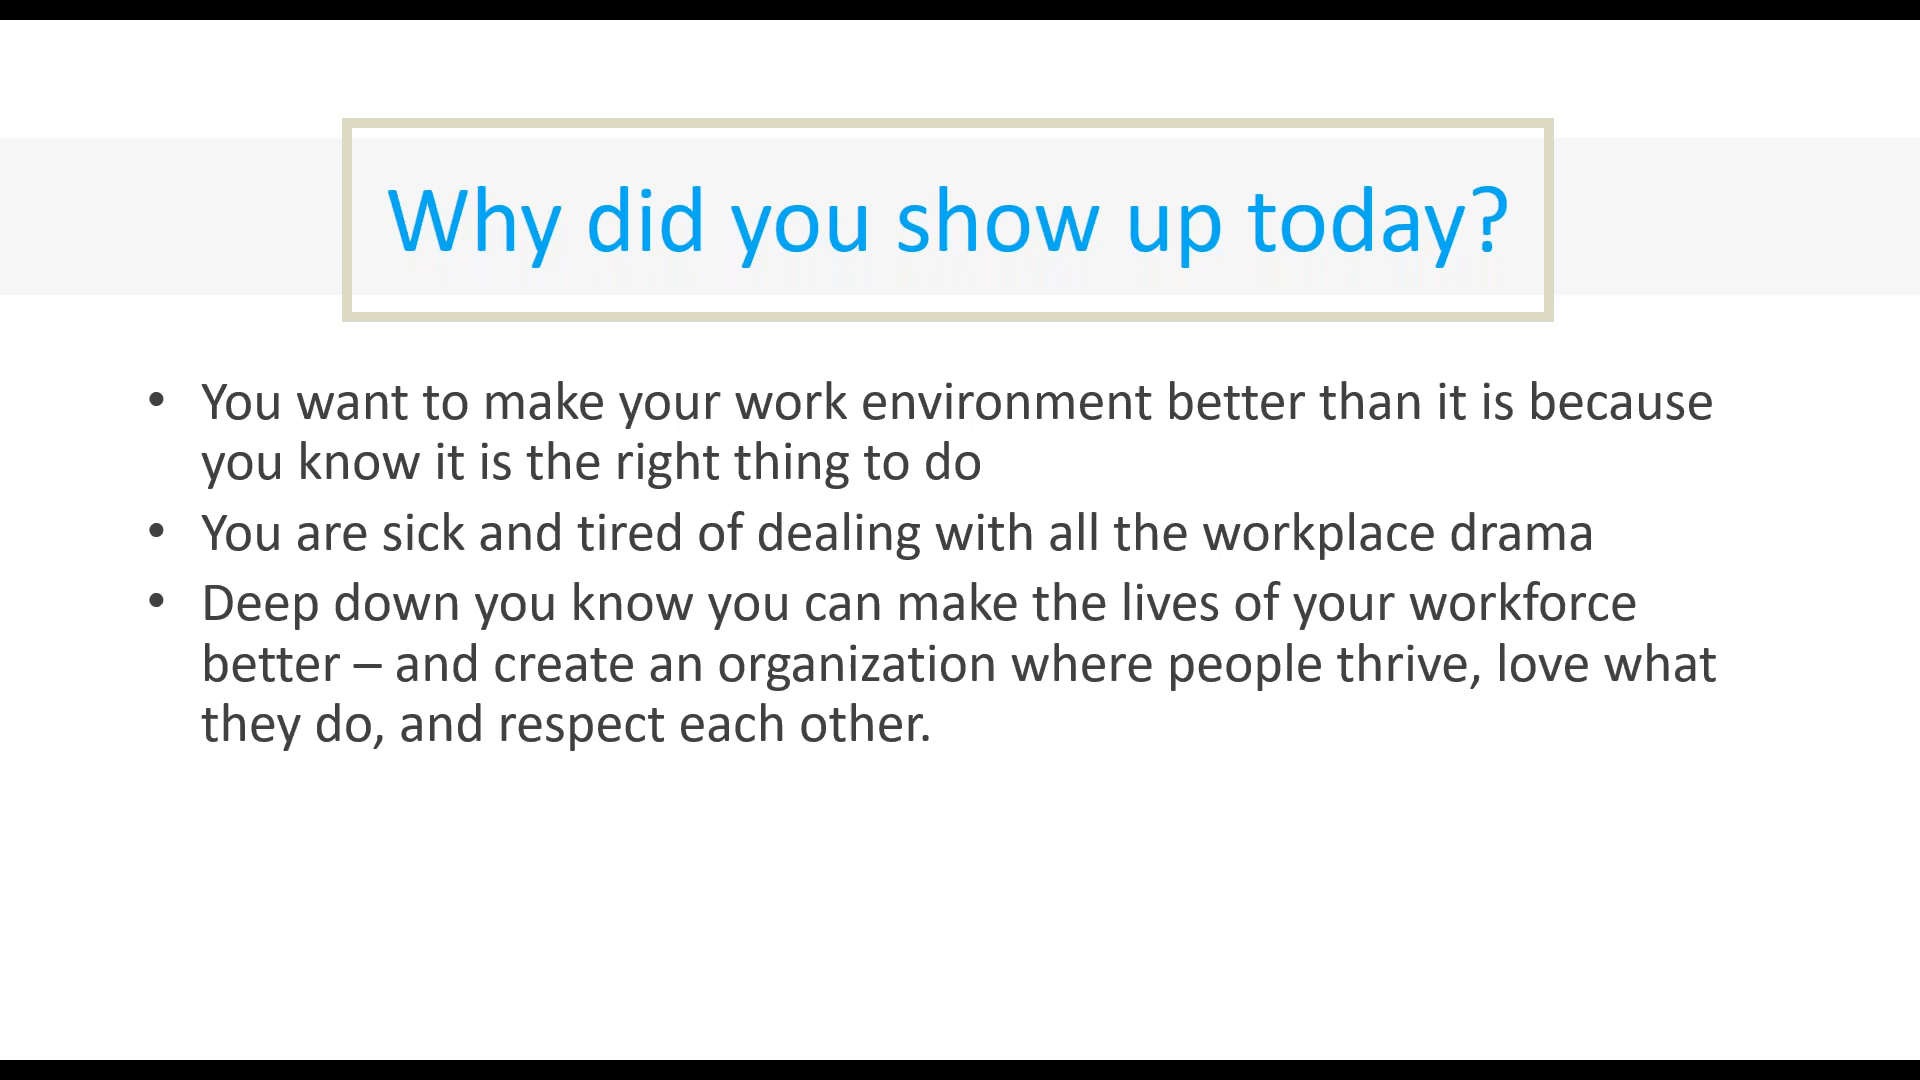 Why did you show up today?
• You want to make your work environment better than it is because
you know it is the right thing to do
• You are sick and tired of dealing with all the workplace drama
• Deep down you know you can make the lives of your workforce
better – and create an organization where people thrive, love what
they do, and respect each other.